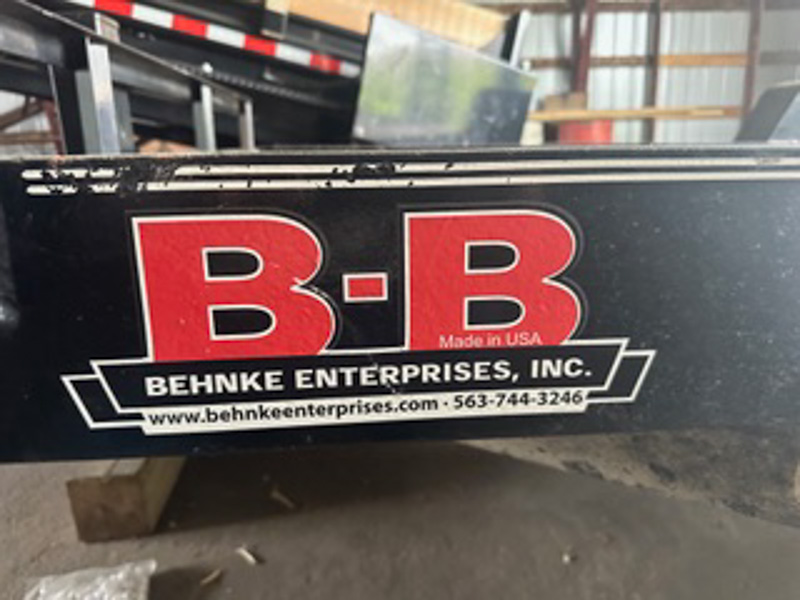 B-B
Made in USA
BEHNKE ENTERPRISES, INC.
www.behnkeenterprises.com · 563-744-3246